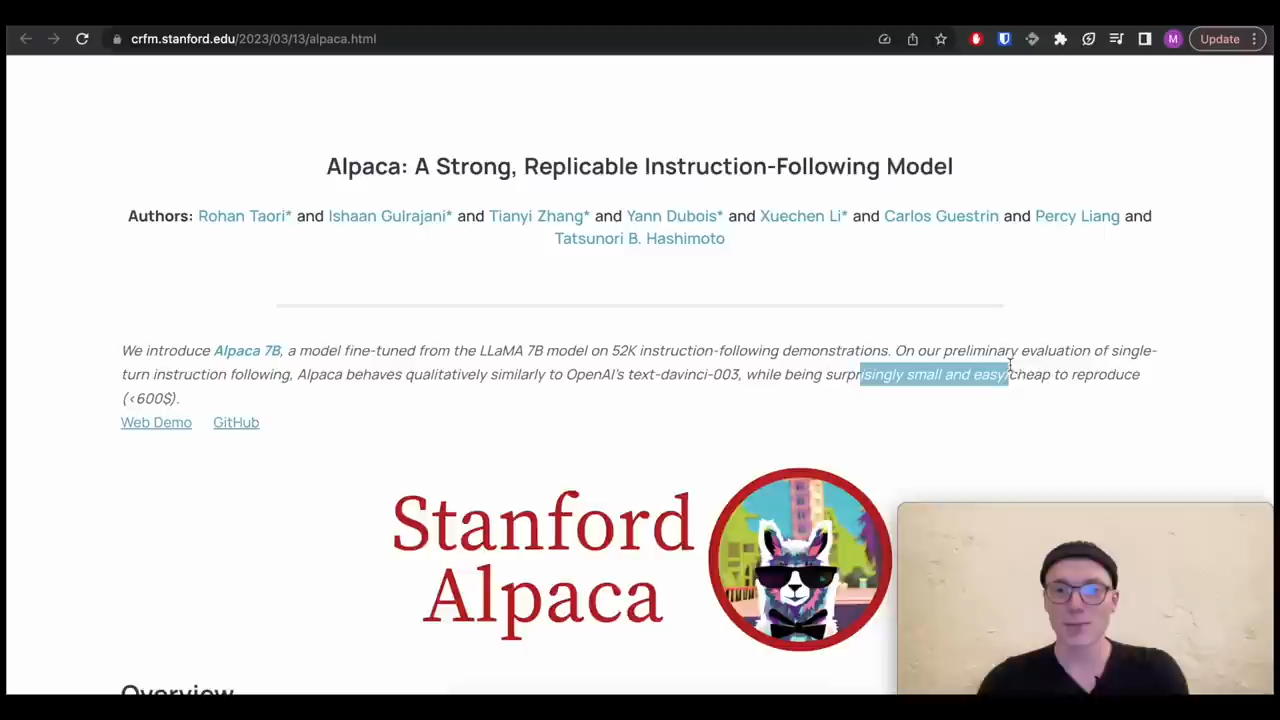 crfm.stanford.edu/2023/03/13/alpaca.html
M
Update
Alpaca: A Strong, Replicable Instruction-Following Model
Authors: Rohan Taori* and Ishaan Gulrajani* and Tianyi Zhang* and Yann Dubois* and Xuechen Li* and Carlos Guestrin and Percy Liang and
Tatsunori B. Hashimoto
We introduce Alpaca 7B, a model fine-tuned from the LLaMA 7B model on 52K instruction-following demonstrations. On our preliminary evaluation of single-
turn instruction following, Alpaca behaves qualitatively similarly to OpenAI's text-davinci-003, while being surprisingly small and easy/cheap to reproduce
(<600$).
Web Demo GitHub
Stanford
Alpaca
Overview